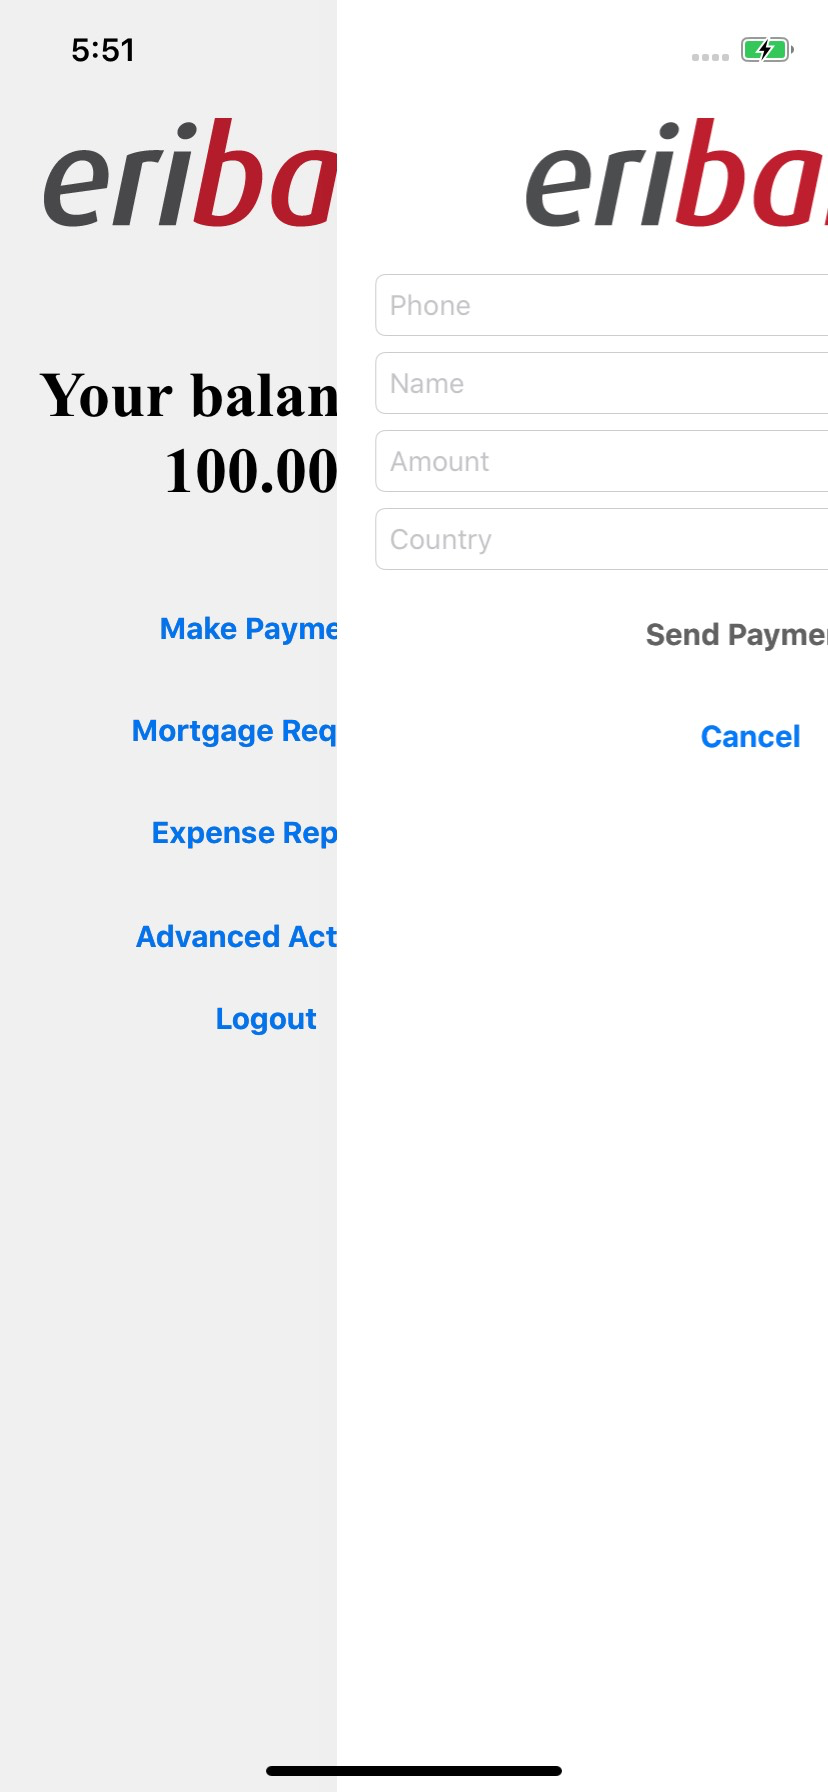 5:51
eriba
Your balan
100.00
Make Payme
Mortgage Req
Expense Rep
Advanced Act
Logout
eriba
Phone
Name
Amount
Country
Send Paymen
Cancel